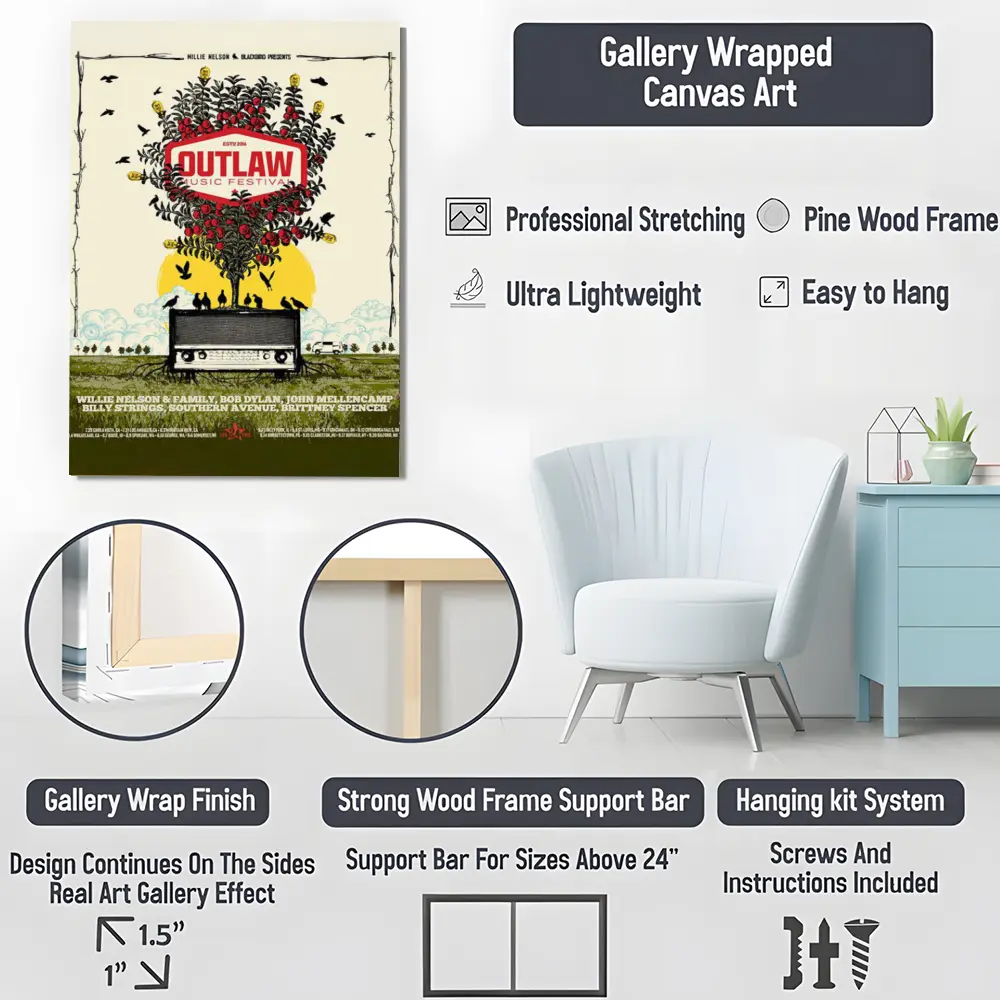 WILLIE NELSON & BLACKBIRD PRESENTS
ESTD 2016
OUTLAW
MUSIC FESTIVAL
WILLIE NELSON & FAMILY, BOB DYLAN, JOHN MELLENCAMP
BILLY STRINGS, SOUTHERN AVENUE, BRITTNEY SPENCER
Gallery Wrapped
Canvas Art
Professional Stretching
Pine Wood Frame
Ultra Lightweight
Easy to Hang
Gallery Wrap Finish
Design Continues On The Sides
Real Art Gallery Effect
1.5”
1”
Strong Wood Frame Support Bar
Support Bar For Sizes Above 24”
Hanging kit System
Screws And
Instructions Included